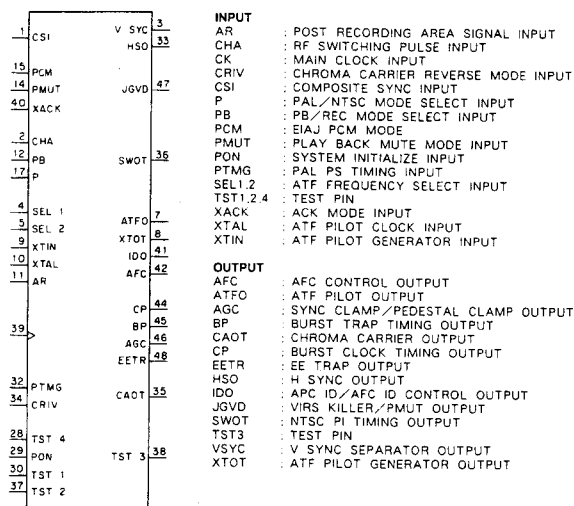 1 CSI
15 PCM
14 PMUT
40 XACK
2 CHA
12 PB
17 P
4 SEL 1
5 SEL 2
9 XTIN
10 XTAL
11 AR
39
32 PTMG
34 CRIV
28 TST 4
29 PON
30 TST 1
37 TST 2
V SYC 3
HSO 33
JGVD 47
SWOT 36
ATFO 7
XTOT 8
IDO 41
AFC 42
CP 44
BP 45
AGC 46
EETR 48
CAOT 35
TST 3 38
INPUT
AR : POST RECORDING AREA SIGNAL INPUT
CHA : RF SWITCHING PULSE INPUT
CK : MAIN CLOCK INPUT
CRIV : CHROMA CARRIER REVERSE MODE INPUT
CSI : COMPOSITE SYNC INPUT
P : PAL/NTSC MODE SELECT INPUT
PB : PB/REC MODE SELECT INPUT
PCM : EIAJ PCM MODE
PMUT : PLAY BACK MUTE MODE INPUT
PON : SYSTEM INITIALIZE INPUT
PTMG : PAL PS TIMING INPUT
SEL1.2 : ATF FREQUENCY SELECT INPUT
TST1.2.4 : TEST PIN
XACK : ACK MODE INPUT
XTAL : ATF PILOT CLOCK INPUT
XTIN : ATF PILOT GENERATOR INPUT
OUTPUT
AFC : AFC CONTROL OUTPUT
ATFO : ATF PILOT OUTPUT
AGC : SYNC CLAMP/PEDESTAL CLAMP OUTPUT
BP : BURST TRAP TIMING OUTPUT
CAOT : CHROMA CARRIER OUTPUT
CP : BURST CLOCK TIMING OUTPUT
EETR : EE TRAP OUTPUT
HSO : H SYNC OUTPUT
IDO : APC ID/AFC ID CONTROL OUTPUT
JGVD : VIRS KILLER/PMUT OUTPUT
SWOT : NTSC PI TIMING OUTPUT
TST3 : TEST PIN
VSYC : V SYNC SEPARATOR OUTPUT
XTOT : ATF PILOT GENERATOR OUTPUT